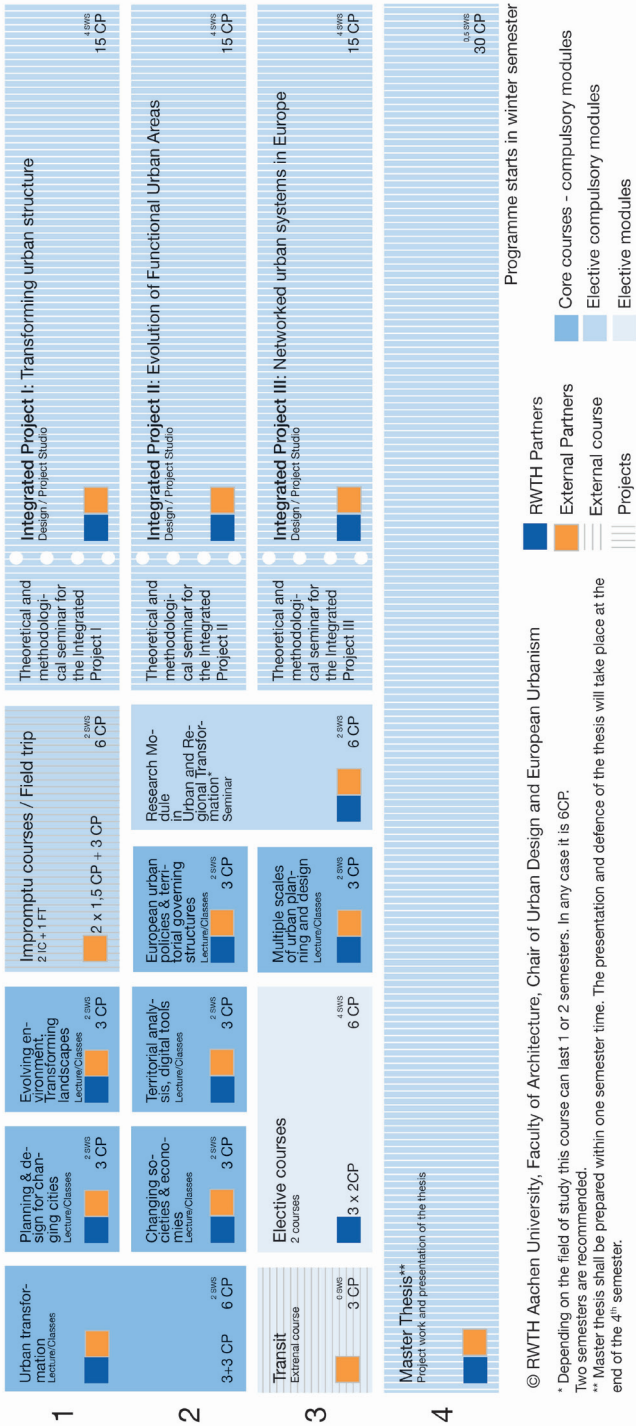 1
Urban transfor-
mation
Lecture/Classes
3+3 CP
2 SWS
6 CP
Planning & de-
sign for chan-
ging cities
Lecture/Classes
2 SWS
3 CP
Evolving en-
vironment.
Transforming
landscapes
Lecture/Classes
2 SWS
3 CP
Impromptu courses / Field trip
2 IC + 1 FT
2 x 1,5 CP + 3 CP
2 SWS
6 CP
Theoretical and
methodologi-
cal seminar for
the Integrated
Project I
Integrated Project I: Transforming urban structure
Design / Project Studio
4 SWS
15 CP
2
Changing so-
cieties & econo-
mies
Lecture/Classes
2 SWS
3 CP
Territorial analy-
sis, digital tools
Lecture/Classes
2 SWS
3 CP
European urban
policies & terri-
torial governing
structures
Lecture/Classes
2 SWS
3 CP
Research Mo-
dule
in
Urban and Re-
gional Transfor-
mation*
Seminar
2 SWS
6 CP
Theoretical and
methodologi-
cal seminar for
the Integrated
Project II
Integrated Project II: Evolution of Functional Urban Areas
Design / Project Studio
4 SWS
15 CP
3
Transit
Extrenal course
0 SWS
3 CP
Elective courses
2 courses
3 x 2CP
4 SWS
6 CP
Multiple scales
of urban plan-
ning and design
Lecture/Classes
2 SWS
3 CP
Theoretical and
methodologi-
cal seminar for
the Integrated
Project III
Integrated Project III: Networked urban systems in Europe
Design / Project Studio
4 SWS
15 CP
4
Master Thesis**
Project work and presentation of the thesis
0,5 SWS
30 CP
Programme starts in winter semester
© RWTH Aachen University, Faculty of Architecture, Chair of Urban Design and European Urbanism
* Depending on the field of study this course can last 1 or 2 semesters. In any case it is 6CP.
Two semesters are recommended.
** Master thesis shall be prepared within one semester time. The presentation and defence of the thesis will take place at the
end of the 4th semester.
RWTH Partners
External Partners
External course
Projects
Core courses - compulsory modules
Elective compulsory modules
Elective modules